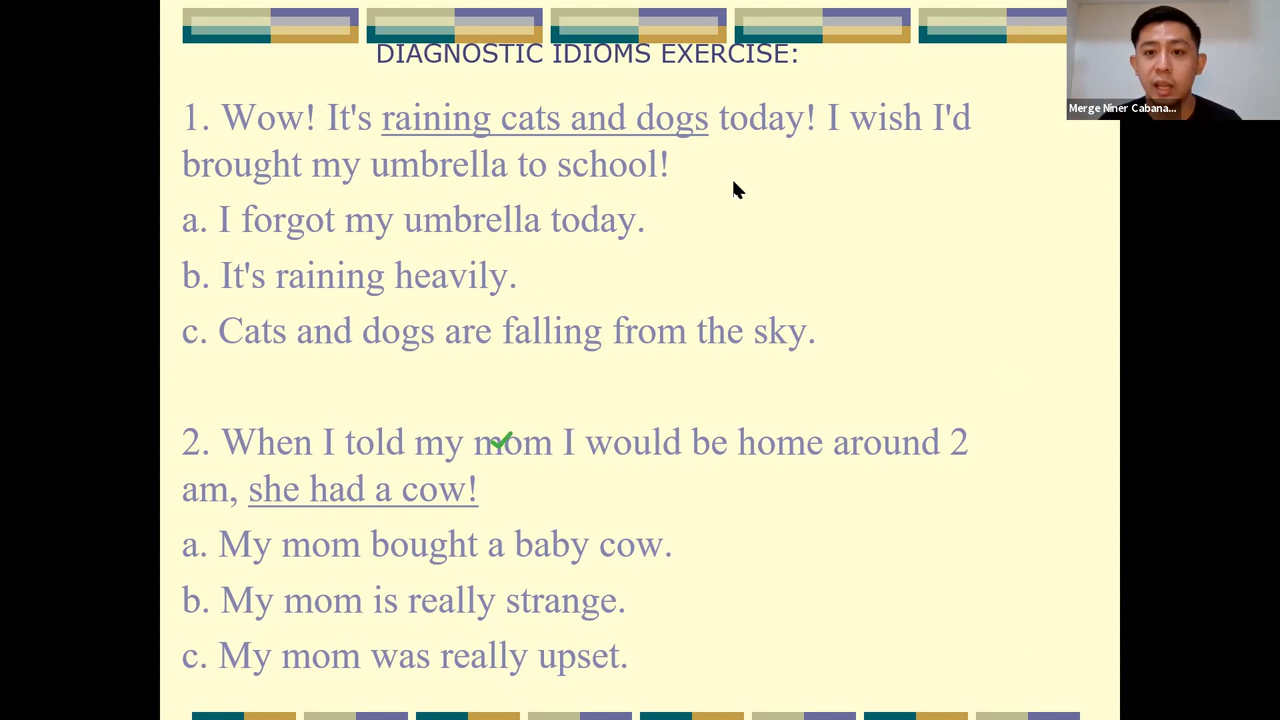 DIAGNOSTIC IDIOMS EXERCISE:
1. Wow! It's raining cats and dogs today! I wish I'd
brought my umbrella to school!
a. I forgot my umbrella today.
b. It's raining heavily.
c. Cats and dogs are falling from the sky.
2. When I told my mom I would be home around 2
am, she had a cow!
a. My mom bought a baby cow.
b. My mom is really strange.
c. My mom was really upset.
Merge Niner Cabana...